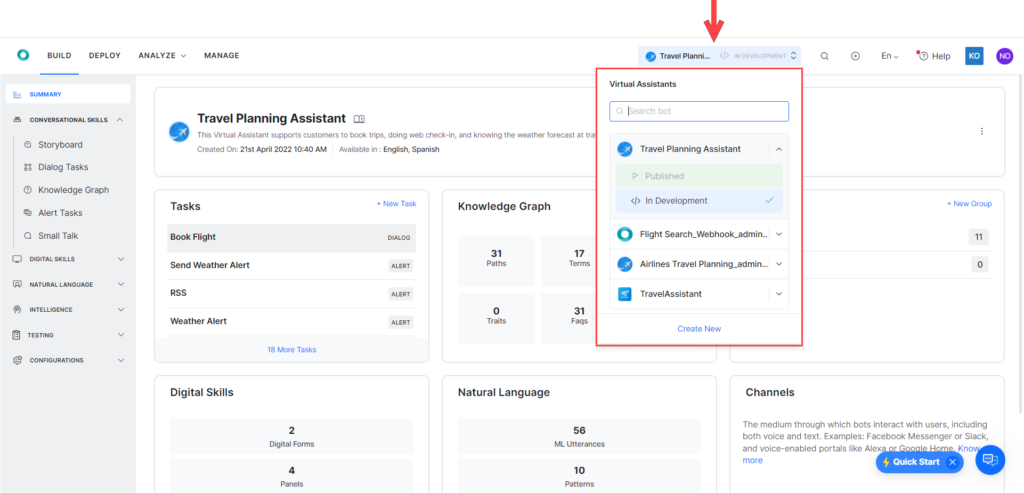 BUILD
DEPLOY
ANALYZE
MANAGE
Travel Planni...
IN DEVELOPMENT
En
Help
KO
NO
SUMMARY
CONVERSATIONAL SKILLS
Storyboard
Dialog Tasks
Knowledge Graph
Alert Tasks
Small Talk
DIGITAL SKILLS
NATURAL LANGUAGE
INTELLIGENCE
TESTING
CONFIGURATIONS
Travel Planning Assistant
This Virtual Assistant supports customers to book trips, doing web check-in, and knowing the weather forecast at
Created On: 21st April 2022 10:40 AM
Available in : English, Spanish
Virtual Assistants
Search bot
Travel Planning Assistant
Published
In Development
Flight Search_Webhook_admin..
Airlines Travel Planning_admin...
TravelAssistant
Create New
Tasks
+ New Task
Book Flight
DIALOG
Send Weather Alert
ALERT
RSS
ALERT
Weather Alert
ALERT
18 More Tasks
Knowledge Graph
31
Paths
17
Terms
0
Traits
31
Faqs
+ New Group
11
0
Digital Skills
2
Digital Forms
4
Panels
Natural Language
56
ML Utterances
10
Patterns
Channels
The medium through which bots interact with users, including
both voice and text. Examples: Facebook Messenger or Slack,
and voice-enabled portals like Alexa or Google Home. Know
more
Quick Start